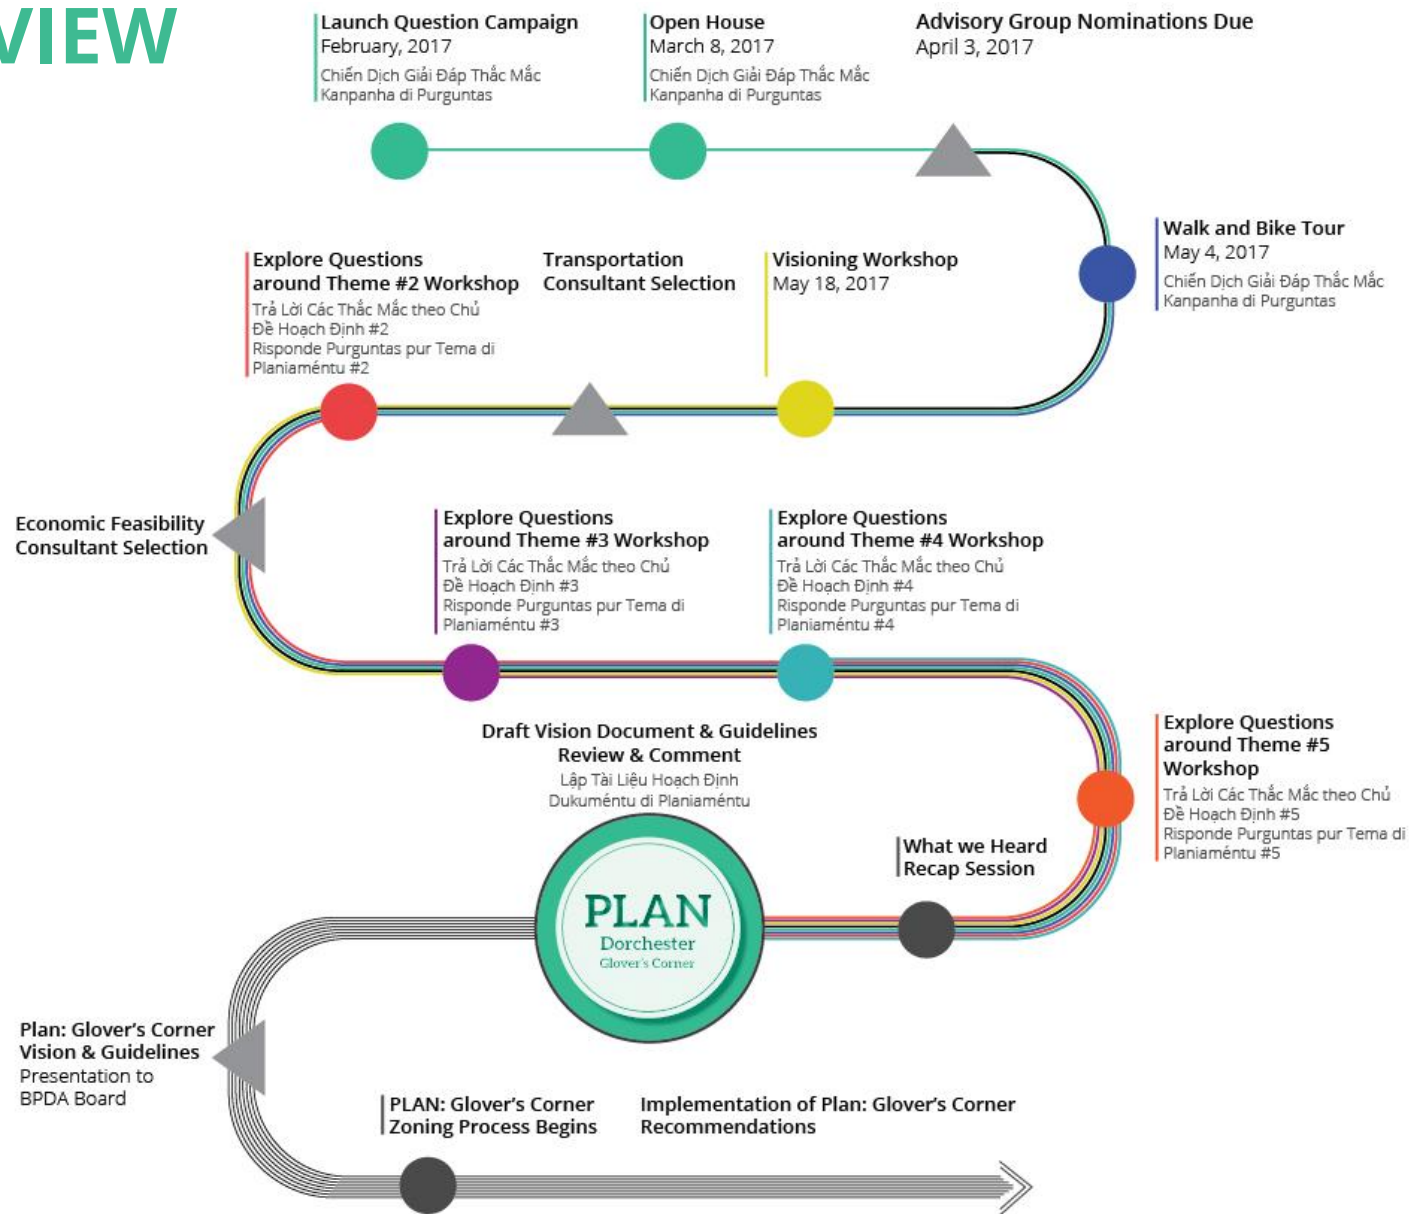 VIEW
Launch Question Campaign
February, 2017
Chiến Dịch Giải Đáp Thắc Mắc
Kanpanha di Purguntas
Open House
March 8, 2017
Chiến Dịch Giải Đáp Thắc Mắc
Kanpanha di Purguntas
Advisory Group Nominations Due
April 3, 2017
Walk and Bike Tour
May 4, 2017
Chiến Dịch Giải Đáp Thắc Mắc
Kanpanha di Purguntas
Visioning Workshop
May 18, 2017
Transportation
Consultant Selection
Explore Questions
around Theme #2 Workshop
Trả Lời Các Thắc Mắc theo Chủ
Đề Hoạch Định #2
Risponde Purguntas pur Tema di
Planiaméntu #2
Economic Feasibility
Consultant Selection
Explore Questions
around Theme #3 Workshop
Trả Lời Các Thắc Mắc theo Chủ
Đề Hoạch Định #3
Risponde Purguntas pur Tema di
Planiaméntu #3
Explore Questions
around Theme #4 Workshop
Trả Lời Các Thắc Mắc theo Chủ
Đề Hoạch Định #4
Risponde Purguntas pur Tema di
Planiaméntu #4
Explore Questions
around Theme #5
Workshop
Trả Lời Các Thắc Mắc theo Chủ
Đề Hoạch Định #5
Risponde Purguntas pur Tema di
Planiaméntu #5
What we Heard
Recap Session
Draft Vision Document & Guidelines
Review & Comment
Lập Tài Liệu Hoạch Định
Dukuméntu di Planiaméntu
PLAN
Dorchester
Glover's Corner
Plan: Glover's Corner
Vision & Guidelines
Presentation to
BPDA Board
PLAN: Glover's Corner
Zoning Process Begins
Implementation of Plan: Glover's Corner
Recommendations